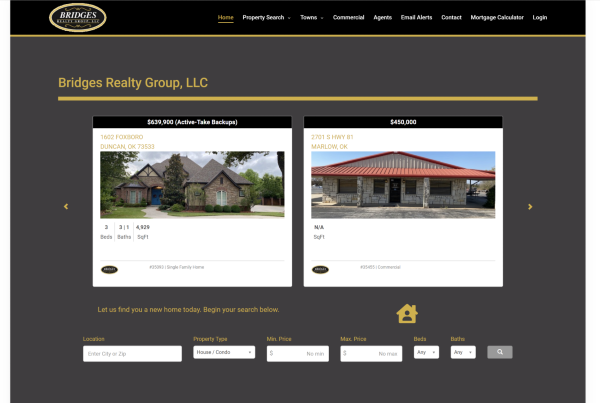 BRIDGES
REALTY GROUP, LLC
Home Property Search Towns Commercial Agents Email Alerts Contact Mortgage Calculator Login
Bridges Realty Group, LLC
$639,900 (Active-Take Backups)
1602 FOXBORO
DUNCAN, OK 73533
3 3 | 1 4,929
Beds Baths SqFt
BRIDGES
| Single Family Home
$450,000
2701 S HWY 81
MARLOW, OK
N/A
SqFt
BRIDGES
| Commercial
Let us find you a new home today. Begin your search below.
Location Property Type Min. Price Max. Price Beds Baths
Enter City or Zip House / Condo $ No min $ No max Any Any